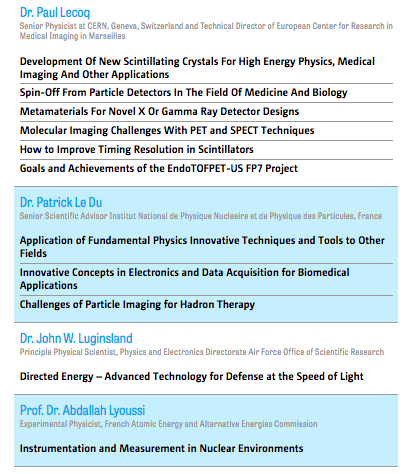 Dr. Paul Lecoq
Senior Physicist at CERN, Geneva, Switzerland and Technical Director of European Center for Research in
Medical Imaging in Marseilles
Development Of New Scintillating Crystals For High Energy Physics, Medical
Imaging And Other Applications
Spin-Off From Particle Detectors In The Field Of Medicine And Biology
Metamaterials For Novel X Or Gamma Ray Detector Designs
Molecular Imaging Challenges With PET and SPECT Techniques
How to Improve Timing Resolution in Scintillators
Goals and Achievements of the EndoTOFPET-US FP7 Project
Dr. Patrick Le Du
Senior Scientific Advisor Institut National de Physique Nucleaire et de Physique des Particules, France
Application of Fundamental Physics Innovative Techniques and Tools to Other
Fields
Innovative Concepts in Electronics and Data Acquisition for Biomedical
Applications
Challenges of Particle Imaging for Hadron Therapy
Dr. John W. Luginsland
Principle Physical Scientist, Physics and Electronics Directorate Air Force Office of Scientific Research
Directed Energy – Advanced Technology for Defense at the Speed of Light
Prof. Dr. Abdallah Lyoussi
Experimental Physicist, French Atomic Energy and Alternative Energies Commission
Instrumentation and Measurement in Nuclear Environments